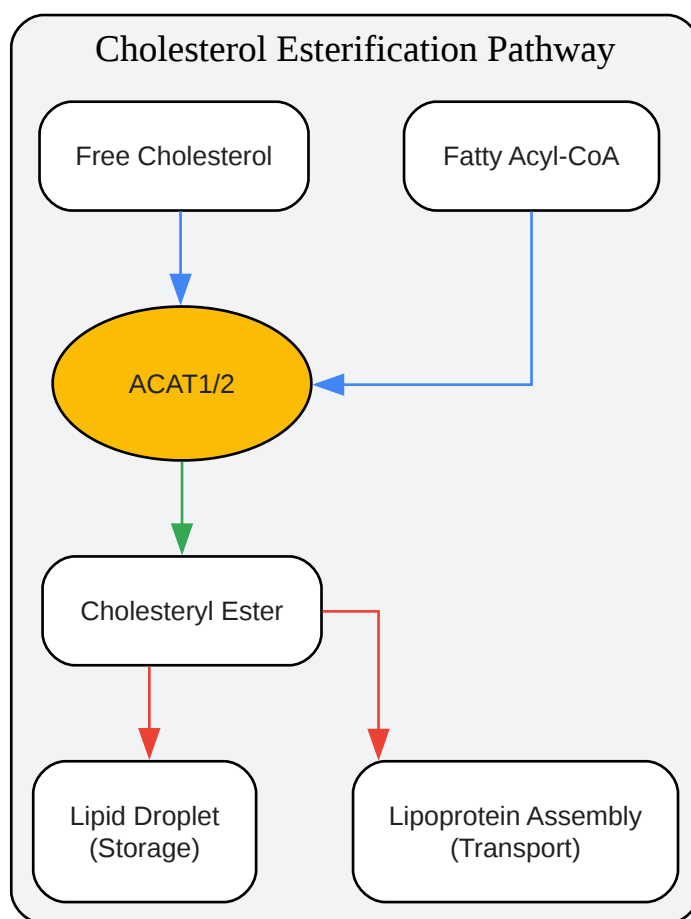 Cholesterol Esterification Pathway
Free Cholesterol
Fatty Acyl-CoA
ACAT1/2
Cholesteryl Ester
Lipid Droplet
(Storage)
Lipoprotein Assembly
(Transport)